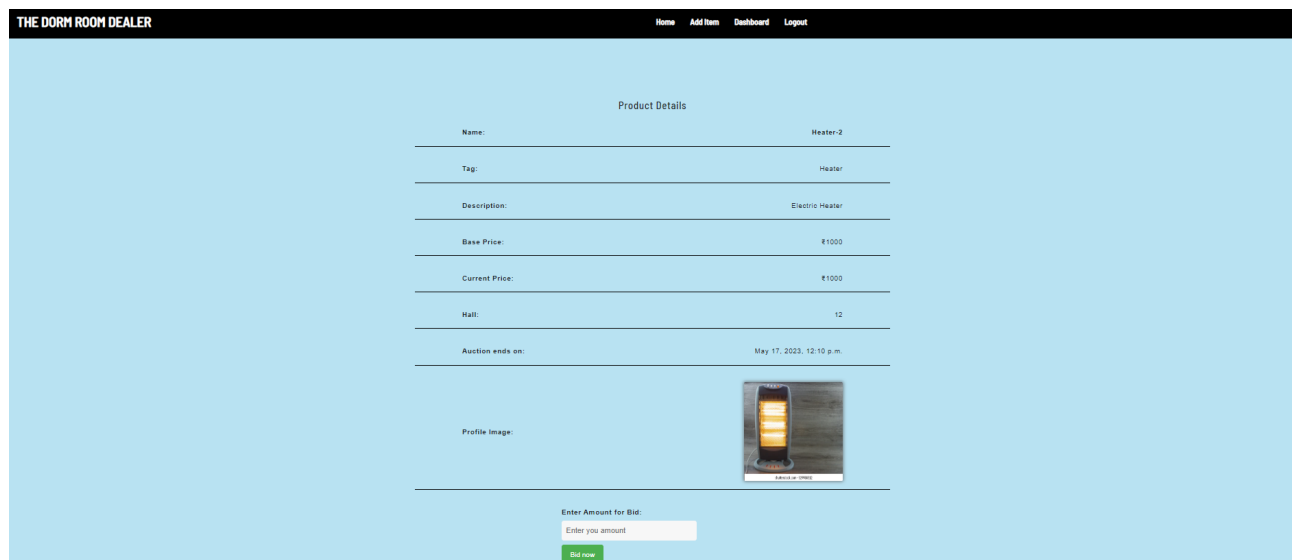 THE DORM ROOM DEALER
Home Add Item Dashboard Logout
Product Details
Name: Heater-2
Tag: Heater
Description: Electric Heater
Base Price: ₹1000
Current Price: ₹1000
Hall: 12
Auction ends on: May 17, 2023, 12:10 p.m.
Profile Image:
Enter Amount for Bid:
Enter you amount
Bid now